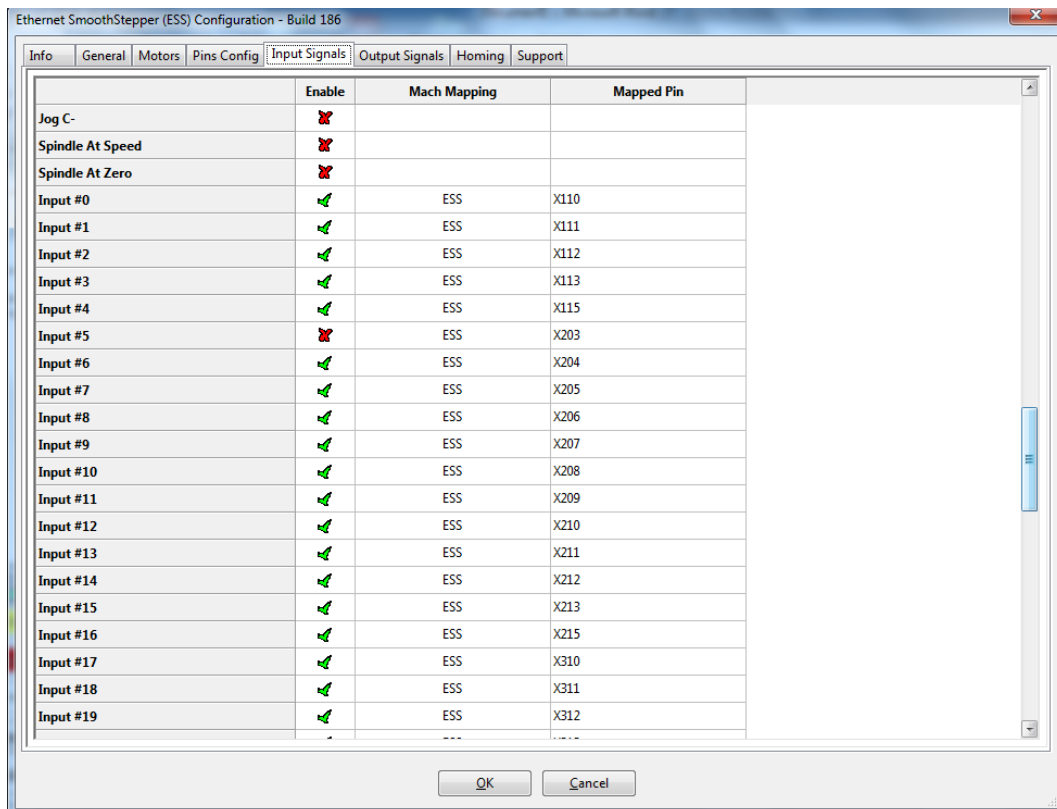 Ethernet SmoothStepper (ESS) Configuration - Build 186
Info General Motors Pins Config Input Signals Output Signals Homing Support
Enable Mach Mapping Mapped Pin
Jog C-
Spindle At Speed
Spindle At Zero
Input #0 ESS X110
Input #1 ESS X111
Input #2 ESS X112
Input #3 ESS X113
Input #4 ESS X115
Input #5 ESS X203
Input #6 ESS X204
Input #7 ESS X205
Input #8 ESS X206
Input #9 ESS X207
Input #10 ESS X208
Input #11 ESS X209
Input #12 ESS X210
Input #13 ESS X211
Input #14 ESS X212
Input #15 ESS X213
Input #16 ESS X215
Input #17 ESS X310
Input #18 ESS X311
Input #19 ESS X312
OK Cancel